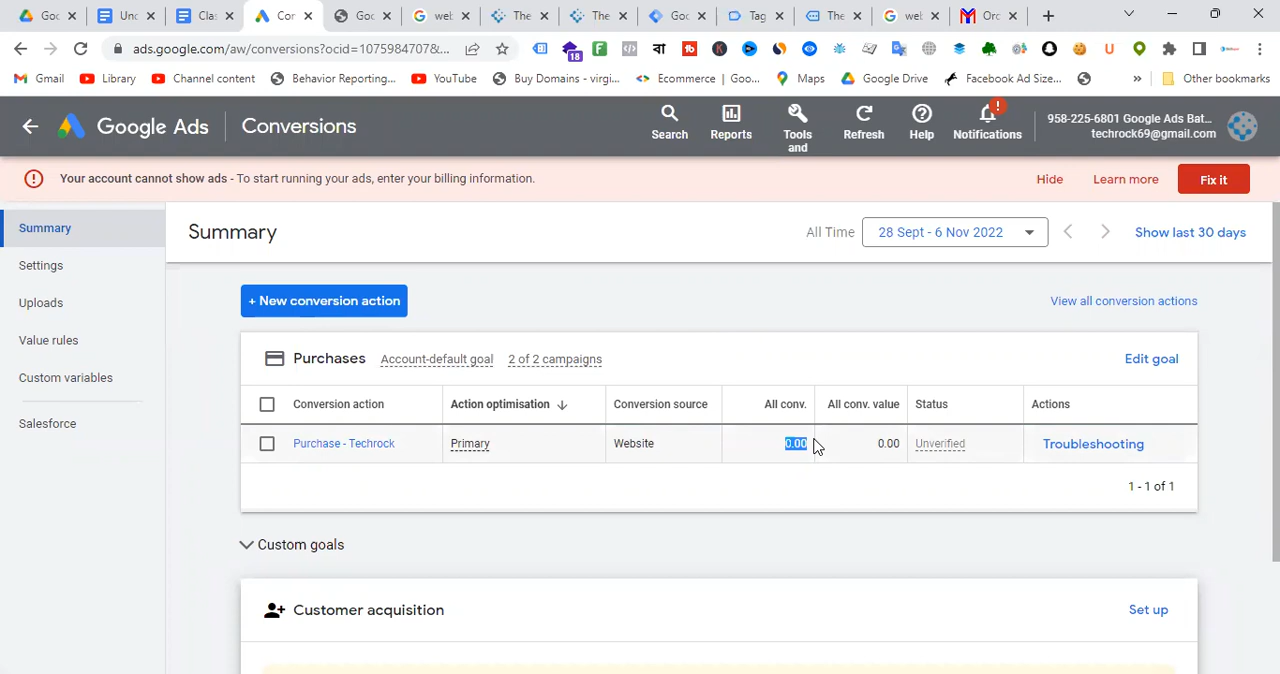 Goo
Unc
Clas
Con
Goo
web
The
The
Goo
Tag
The
web
Orc
ads.google.com/aw/conversions?ocid=1075984707&...
18
বা
Gmail
Library
Channel content
Behavior Reporting...
YouTube
Buy Domains - virgi...
Ecommerce | Goo...
Maps
Google Drive
Facebook Ad Size...
Other bookmarks
Google Ads
Conversions
Search
Reports
Tools and
Refresh
Help
Notifications
958-225-6801 Google Ads Bat...
techrock69@gmail.com
Your account cannot show ads - To start running your ads, enter your billing information.
Hide
Learn more
Fix it
Summary
Settings
Uploads
Value rules
Custom variables
Salesforce
Summary
All Time
28 Sept - 6 Nov 2022
Show last 30 days
+ New conversion action
View all conversion actions
Purchases
Account-default goal
2 of 2 campaigns
Edit goal
Conversion action
Action optimisation
Conversion source
All conv.
All conv. value
Status
Actions
Purchase - Techrock
Primary
Website
0.00
0.00
Unverified
Troubleshooting
1 - 1 of 1
Custom goals
Customer acquisition
Set up